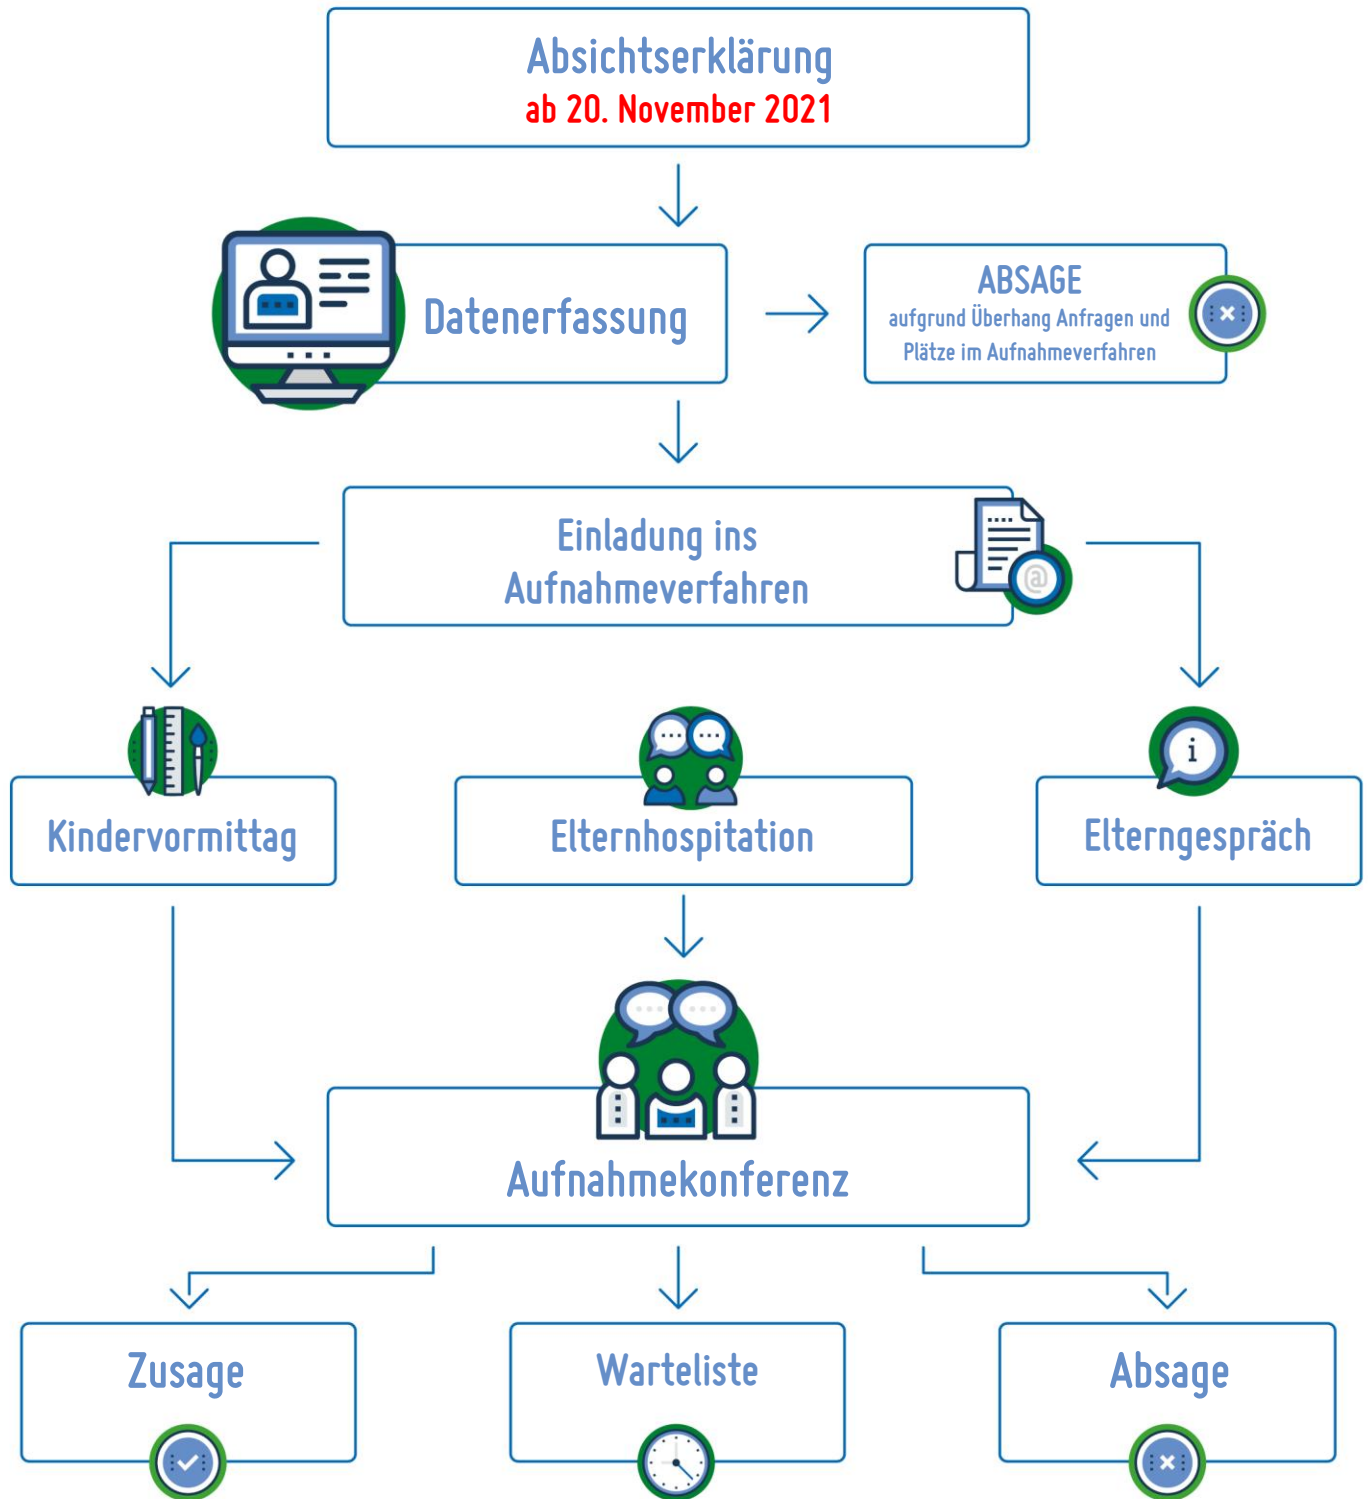 Absichtserklärung
ab 20. November 2021
Datenerfassung
ABSAGE
aufgrund Überhang Anfragen und
Plätze im Aufnahmeverfahren
Einladung ins
Aufnahmeverfahren
@
i
Kindervormittag
Elternhospitation
Elterngespräch
Aufnahmekonferenz
Zusage
Warteliste
Absage